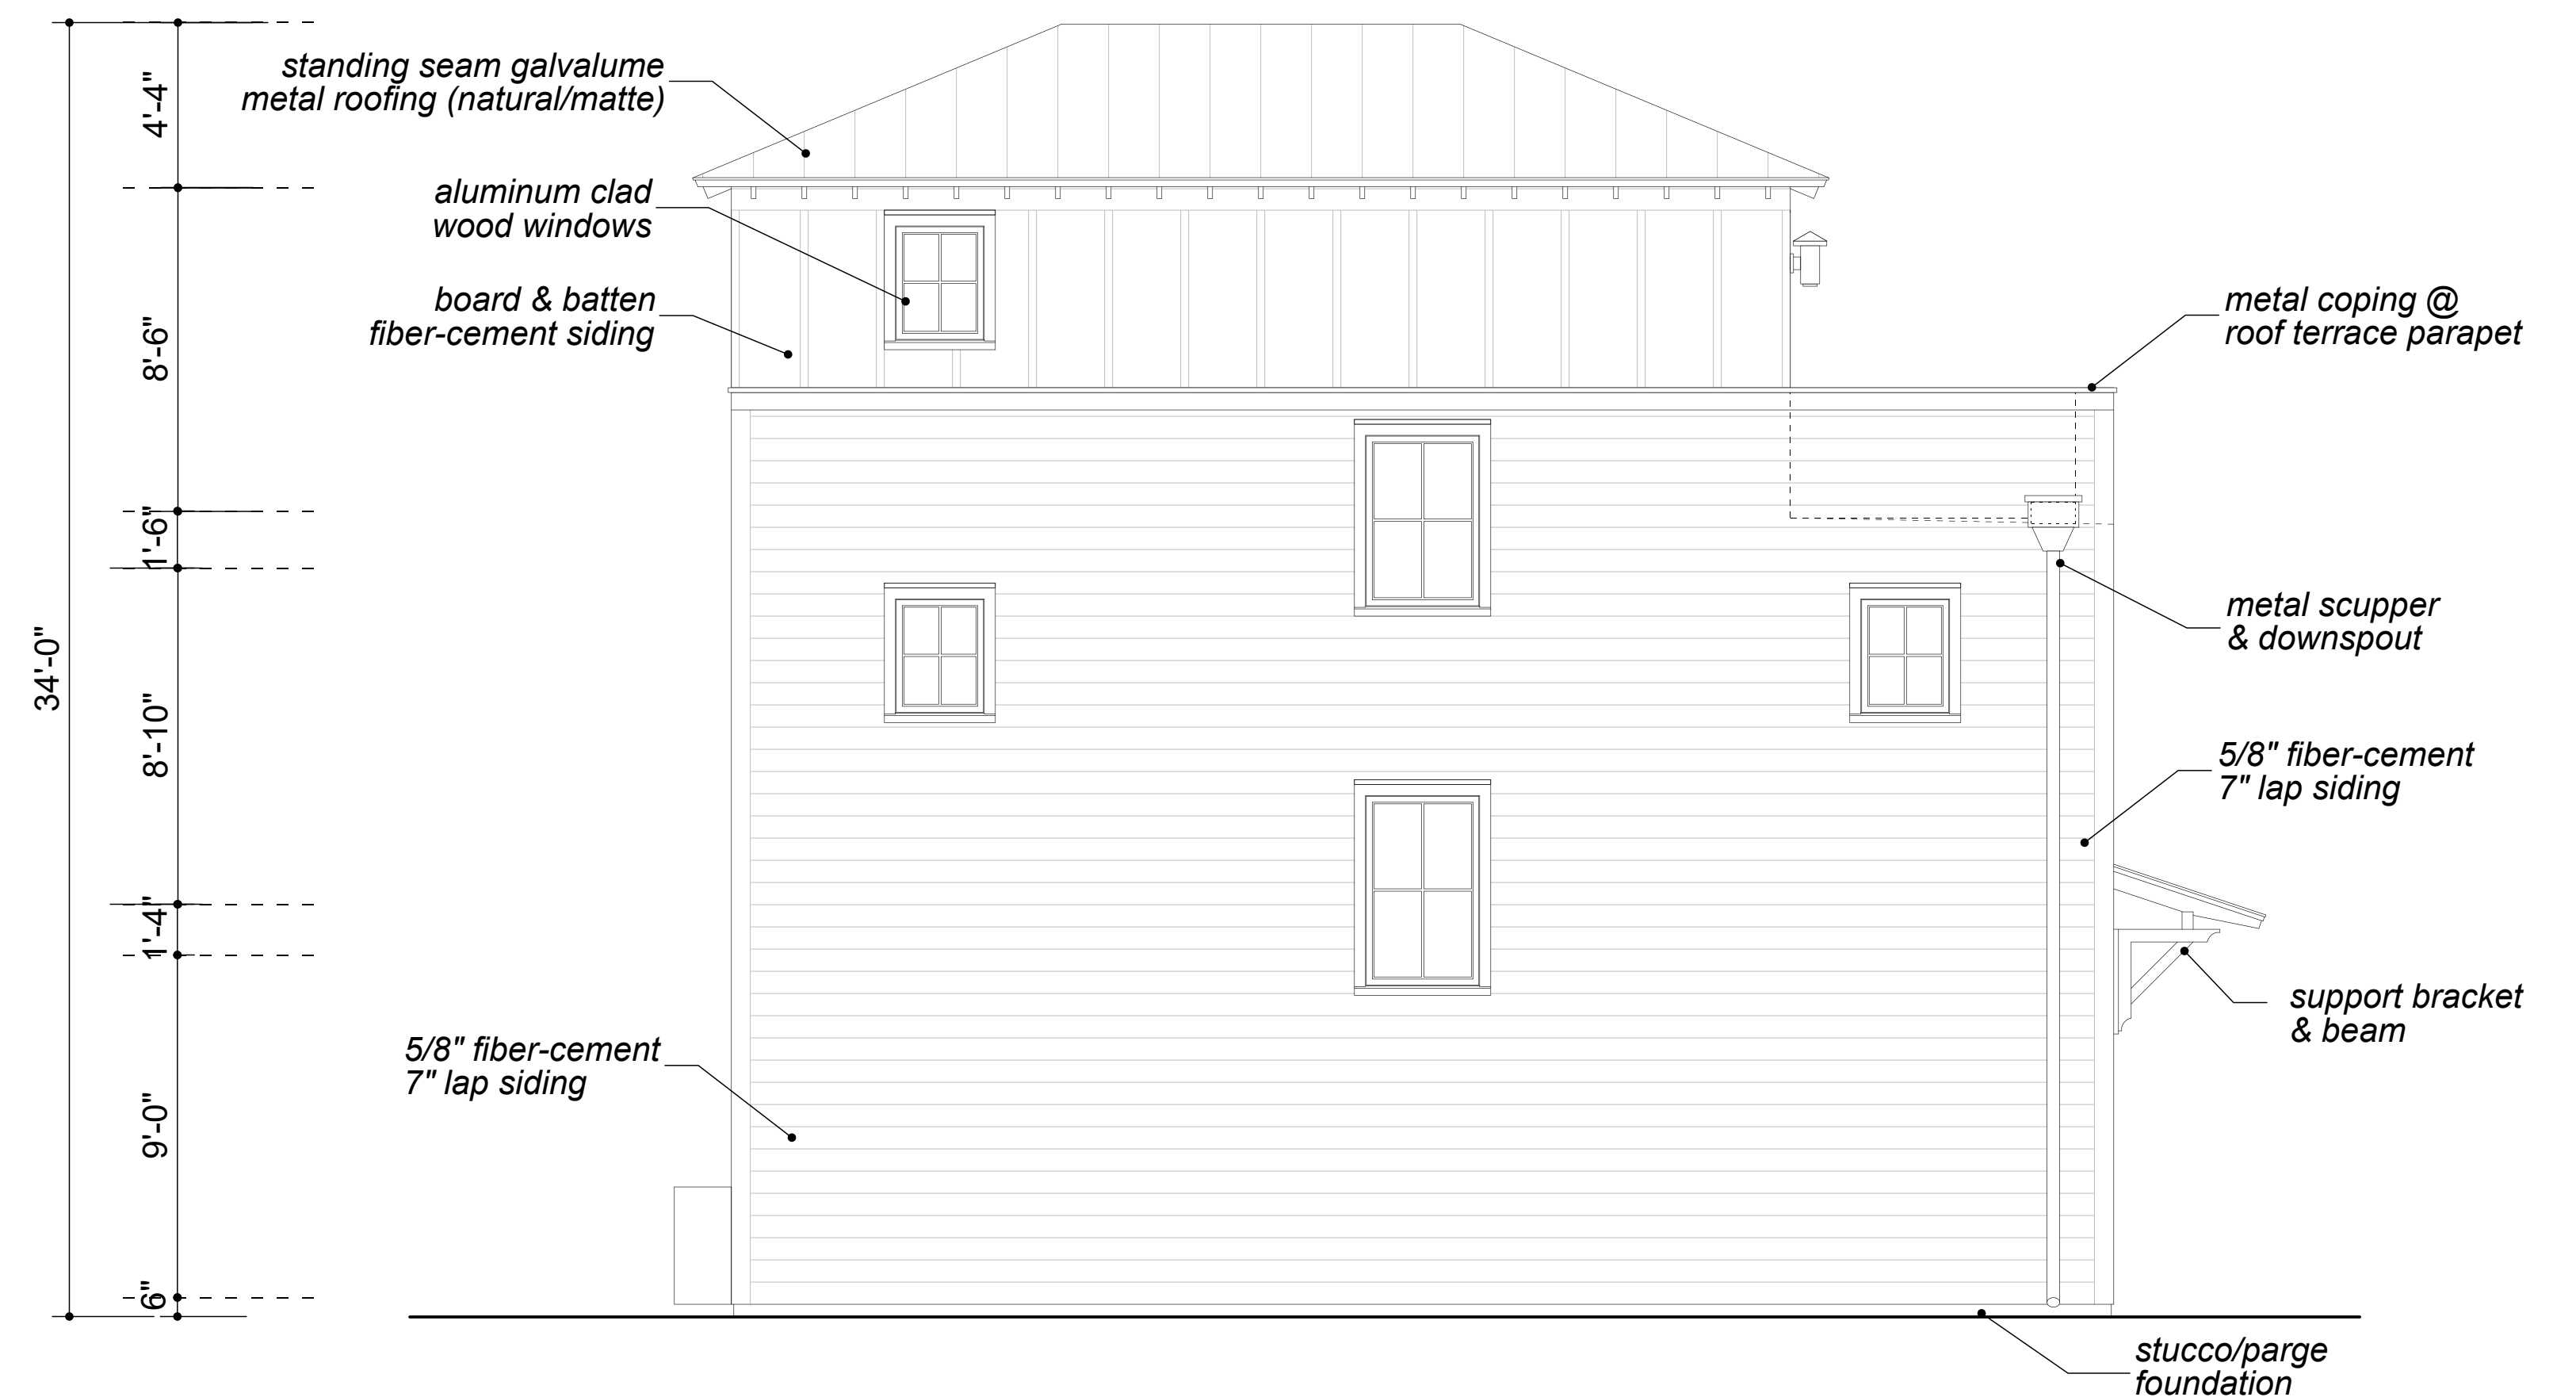 4'-4"
8'-6"
1'-6"
34'-0"
8'-10"
1'-4"
9'-0"
6"
standing seam galvalume
metal roofing (natural/matte)
aluminum clad
wood windows
board & batten
fiber-cement siding
5/8" fiber-cement
7" lap siding
metal coping @
roof terrace parapet
metal scupper
& downspout
5/8" fiber-cement
7" lap siding
support bracket
& beam
stucco/parge
foundation